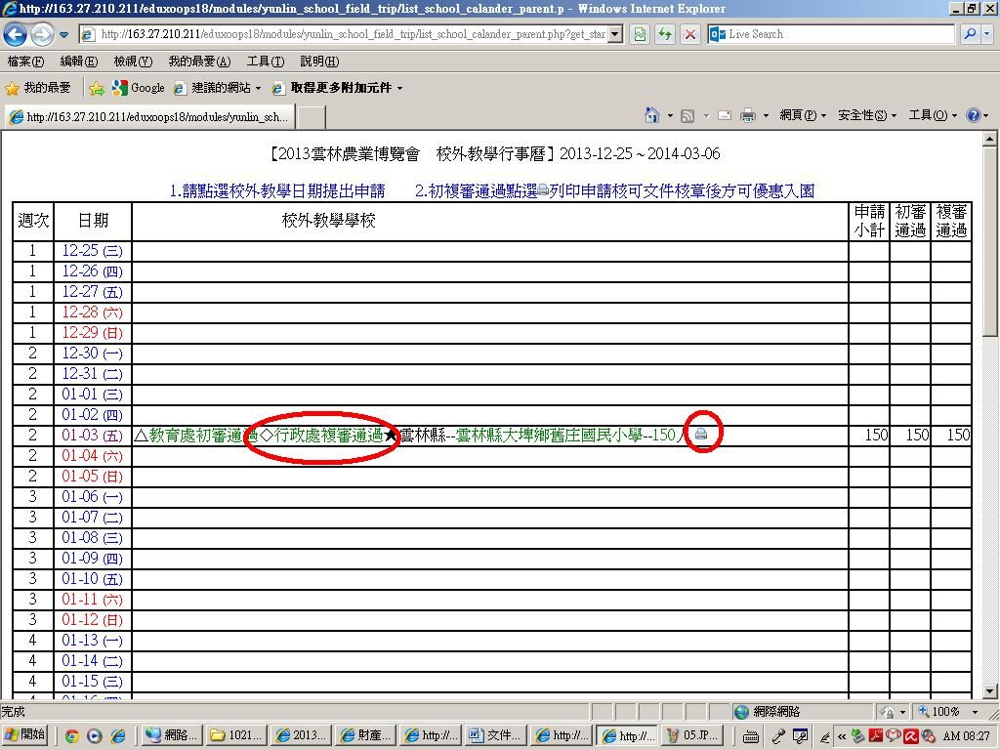 http://163.27.210.211/eduxoops18/modules/yunlin_school_field_trip/list_school_calander_parent.p - Windows Internet Explorer
http://163.27.210.211/eduxoops18/modules/yunlin_school_field_trip/list_school_calander_parent.php?get_star
Live Search
檔案(F) 編輯(E) 檢視(V) 我的最愛(A) 工具(T) 說明(H)
我的最愛 Google 建議的網站 取得更多附加元件
http://163.27.210.211/eduxoops18/modules/yunlin_sch...
網頁(P) 安全性(S) 工具(O)
【2013雲林農業博覽會 校外教學行事曆】2013-12-25~2014-03-06
1.請點選校外教學日期提出申請 2.初複審通過點選列印申請核可文件核章後方可優惠入園
週次 日期 校外教學學校 申請小計 初審通過 複審通過
1 12-25 (三)
1 12-26 (四)
1 12-27 (五)
1 12-28 (六)
1 12-29 (日)
2 12-30 (一)
2 12-31 (二)
2 01-01 (三)
2 01-02 (四)
2 01-03 (五) △教育處初審通過◇行政處複審通過★雲林縣--雲林縣大埤鄉舊庄國民小學--150/ 150 150 150
2 01-04 (六)
2 01-05 (日)
3 01-06 (一)
3 01-07 (二)
3 01-08 (三)
3 01-09 (四)
3 01-10 (五)
3 01-11 (六)
3 01-12 (日)
4 01-13 (一)
4 01-14 (二)
4 01-15 (三)
完成 網際網路 100%
開始 網路... 1021... 2013... 財產... http:/... 文件... http:/... http:/... 05.JP... AM 08:27